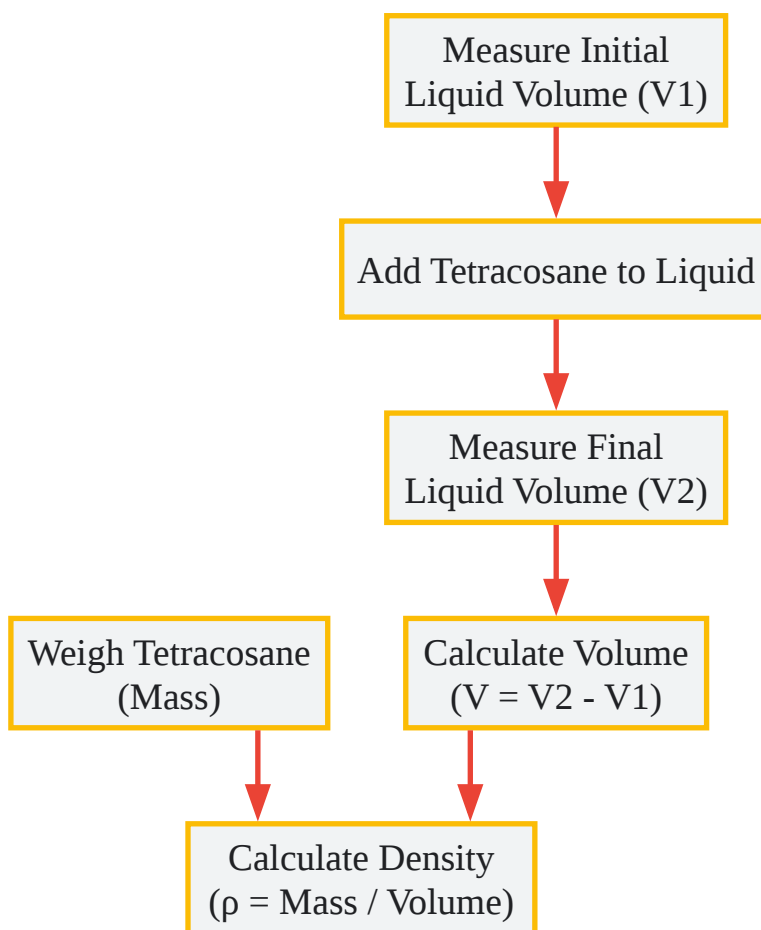 Measure Initial
Liquid Volume (V1)
Add Tetracosane to Liquid
Measure Final
Liquid Volume (V2)
Weigh Tetracosane
(Mass)
Calculate Volume
(V = V2 - V1)
Calculate Density
(ρ = Mass / Volume)